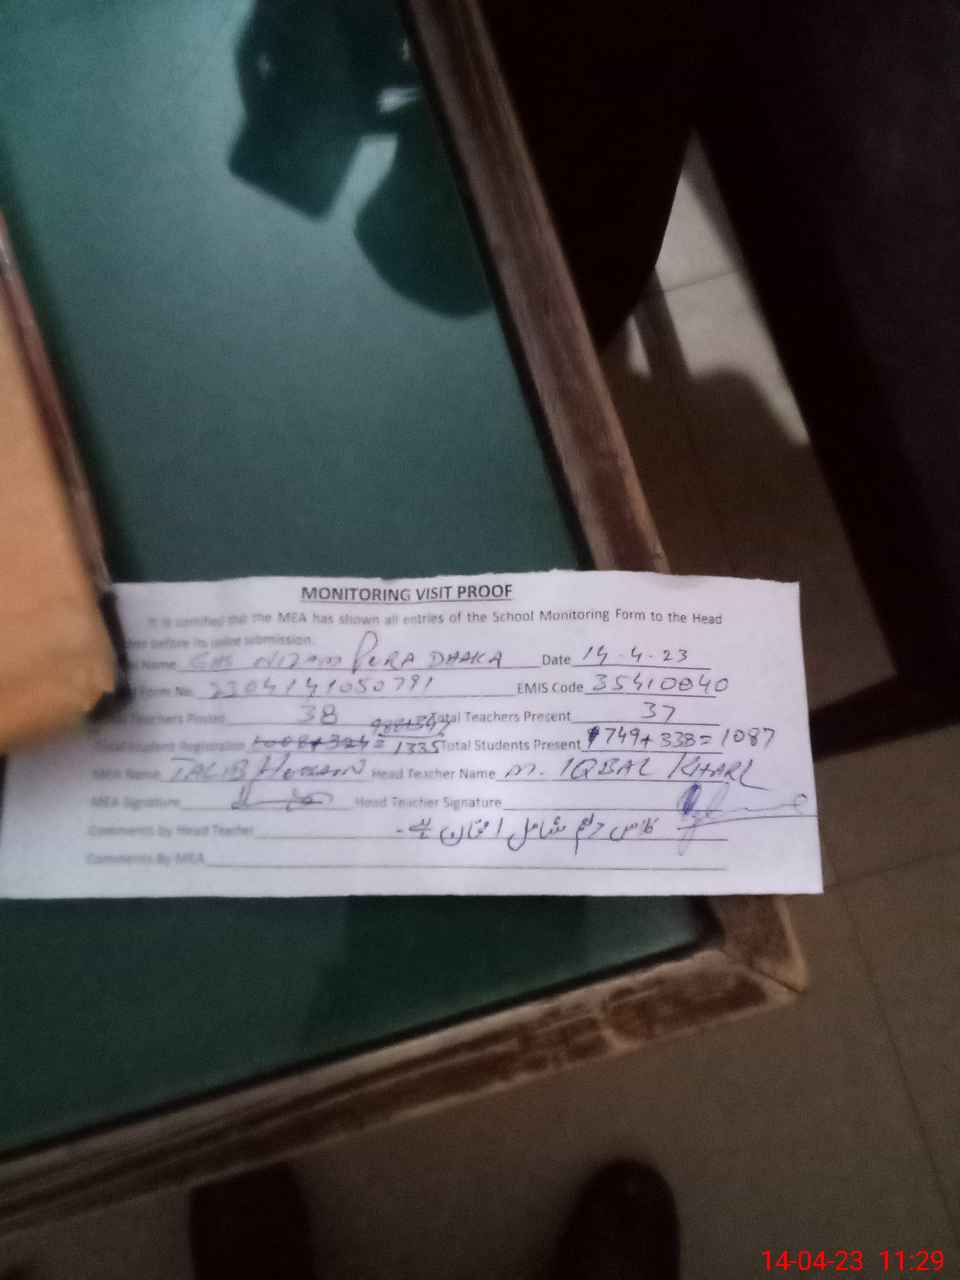 MONITORING VISIT PROOF
It is certified that the MEA has shown all entries of the School Monitoring Form to the Head
before its online submission.
Name GHS NIZAM PURA DHAKA Date 14-4-23
Form No. 2304141050791 EMIS Code 35410040
Teachers Posted 38 Total Teachers Present 37
Total Student Registration 1335 Total Students Present 749+338=1087
MEA Name TALIB HUSSAIN Head Teacher Name M. IQBAL KHARL
MEA Signature Head Teacher Signature
Comments by Head Teacher کلاس دہم شامل امتحان ہے۔
Comments By MEA
14-04-23 11:29